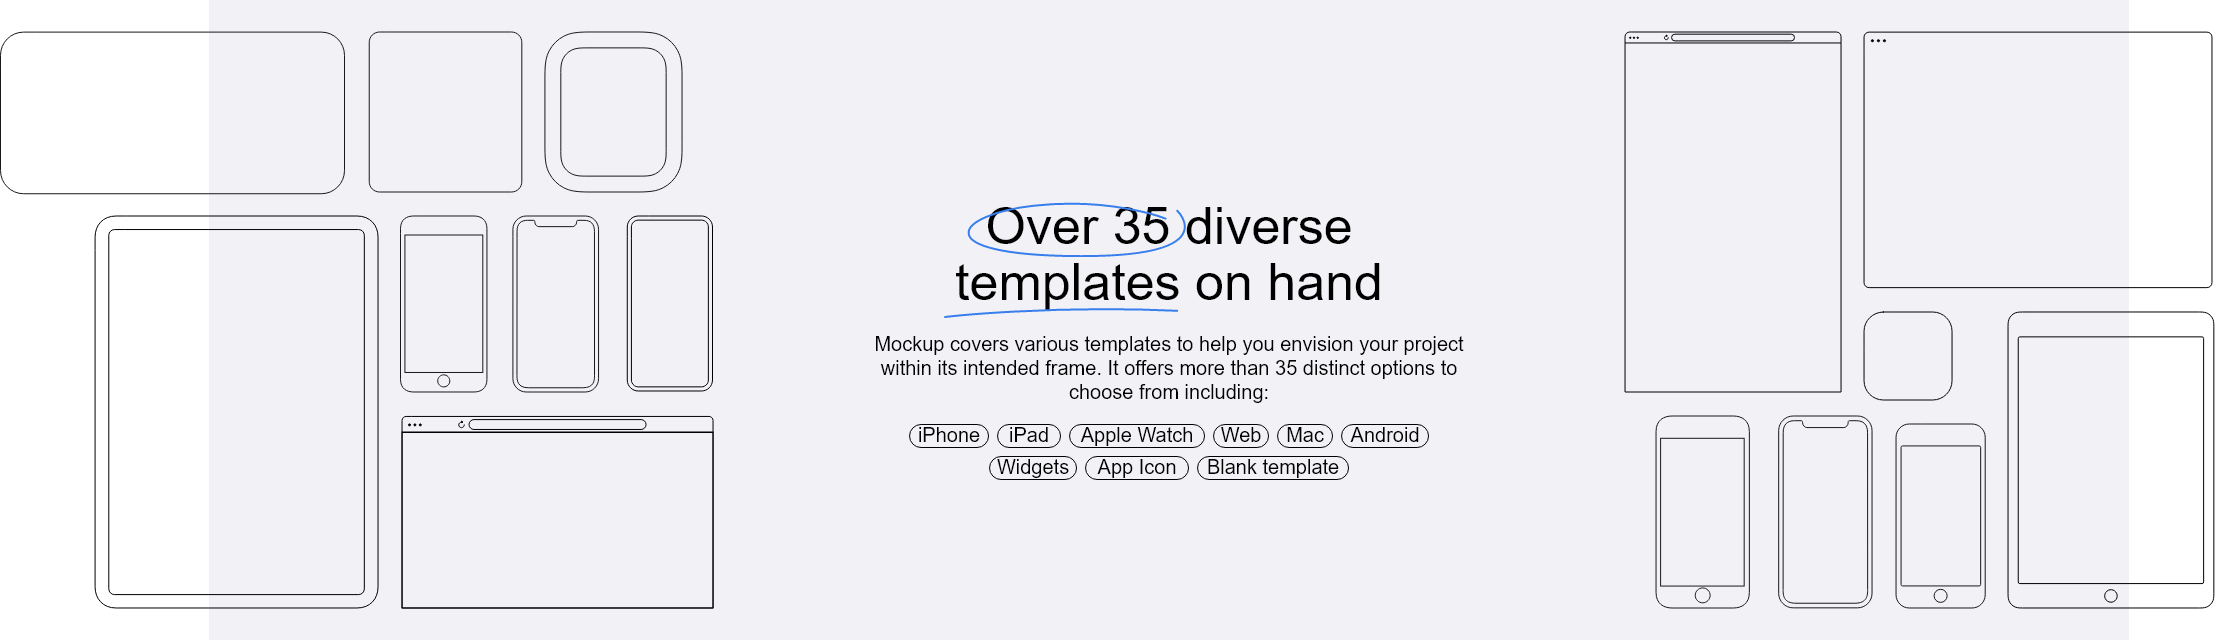 Over 35 diverse
templates on hand
Mockup covers various templates to help you envision your project
within its intended frame. It offers more than 35 distinct options to
choose from including:
iPhone iPad Apple Watch Web Mac Android
Widgets App Icon Blank template